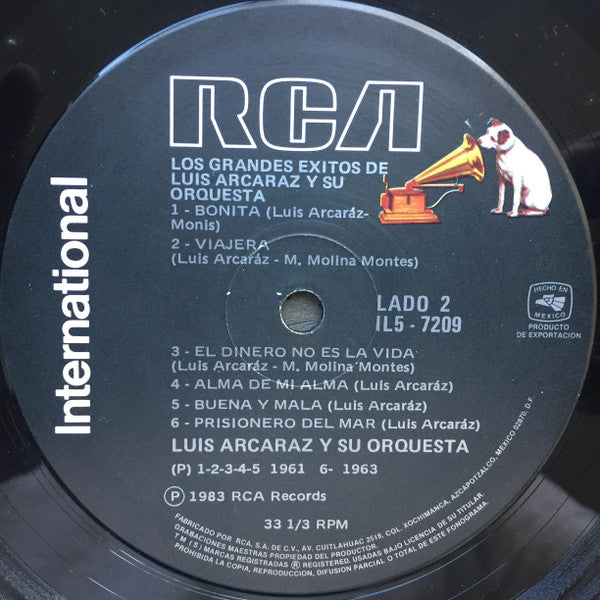 RCA
International
LOS GRANDES EXITOS DE
LUIS ARCARAZ Y SU
ORQUESTA
1 - BONITA (Luis Arcaráz-
Monis)
2 - VIAJERA
(Luis Arcaráz - M. Molina Montes)
LADO 2
IL5 - 7209
HECHO EN
MEXICO
PRODUCTO
DE EXPORTACION
3 - EL DINERO NO ES LA VIDA
(Luis Arcaráz - M. Molina Montes)
4 - ALMA DE MI ALMA (Luis Arcaráz)
5 - BUENA Y MALA (Luis Arcaráz)
6 - PRISIONERO DEL MAR (Luis Arcaráz)
LUIS ARCARAZ Y SU ORQUESTA
(P) 1-2-3-4-5 1961 6- 1963
℗ 1983 RCA Records
33 1/3 RPM
FABRICADO POR RCA, S.A. DE C.V., AV. CUITLAHUAC 2519, COL. XOCHIMANCA, AZCAPOTZALCO, MEXICO 02870, D.F.
GRABACIONES MAESTRAS PROPIEDAD DEL PRODUCTOR.
T M (S) MARCAS REGISTRADAS ® REGISTERED. USADAS BAJO LICENCIA DE SU TITULAR.
PROHIBIDA LA COPIA, REPRODUCCION, DIFUSION PARCIAL O TOTAL DE ESTE FONOGRAMA.